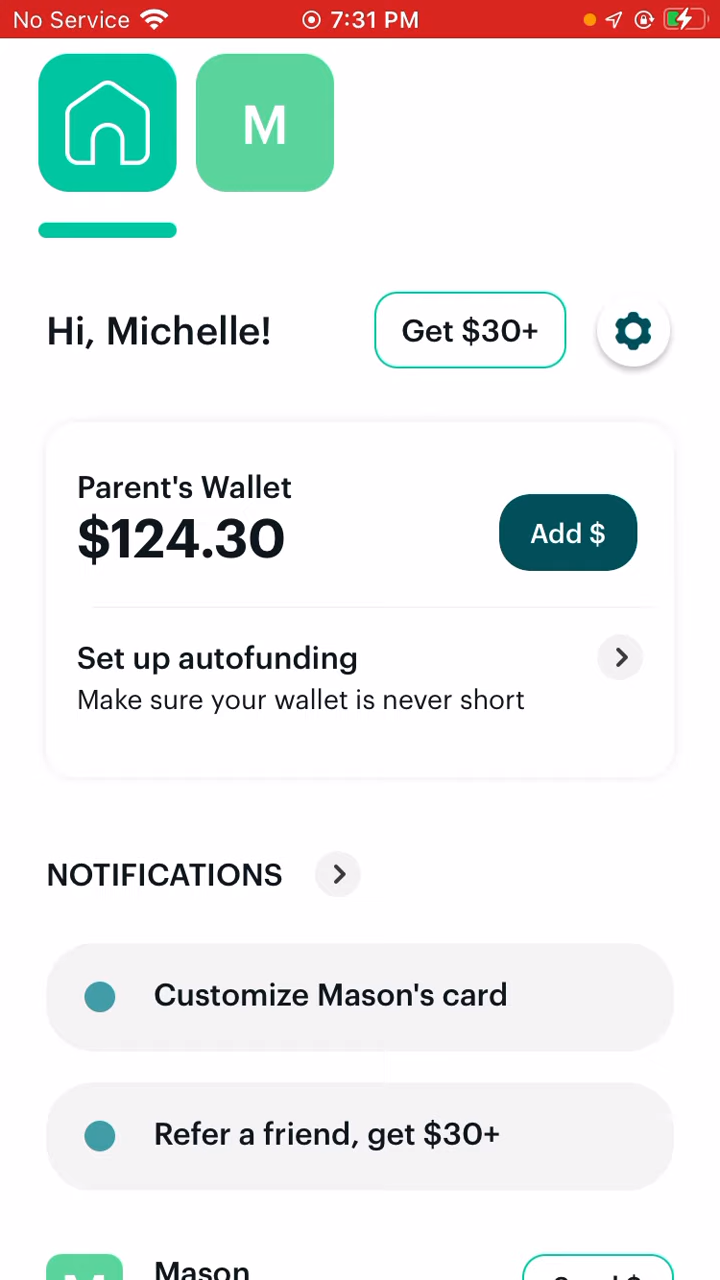 No Service 7:31 PM
M
Hi, Michelle!
Get $30+
Parent's Wallet
$124.30
Add $
Set up autofunding
Make sure your wallet is never short
NOTIFICATIONS
Customize Mason's card
Refer a friend, get $30+
Mason